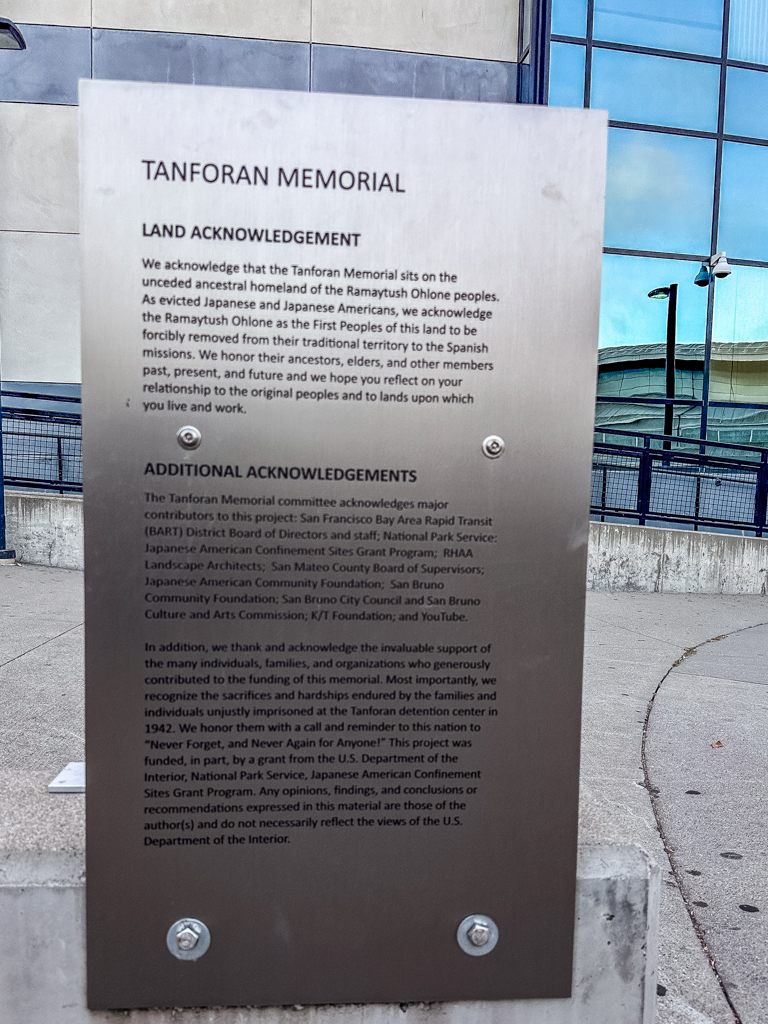 TANFORAN MEMORIAL
LAND ACKNOWLEDGEMENT
We acknowledge that the Tanforan Memorial sits on the
unceded ancestral homeland of the Ramaytush Ohlone peoples.
As evicted Japanese and Japanese Americans, we acknowledge
the Ramaytush Ohlone as the First Peoples of this land to be
forcibly removed from their traditional territory to the Spanish
missions. We honor their ancestors, elders, and other members
past, present, and future and we hope you reflect on your
relationship to the original peoples and to lands upon which
you live and work.
ADDITIONAL ACKNOWLEDGEMENTS
The Tanforan Memorial committee acknowledges major
contributors to this project: San Francisco Bay Area Rapid Transit
(BART) District Board of Directors and staff; National Park Service:
Japanese American Confinement Sites Grant Program; RHAA
Landscape Architects; San Mateo County Board of Supervisors;
Japanese American Community Foundation; San Bruno
Community Foundation; San Bruno City Council and San Bruno
Culture and Arts Commission; K/T Foundation; and YouTube.
In addition, we thank and acknowledge the invaluable support of
the many individuals, families, and organizations who generously
contributed to the funding of this memorial. Most importantly, we
recognize the sacrifices and hardships endured by the families and
individuals unjustly imprisoned at the Tanforan detention center in
1942. We honor them with a call and reminder to this nation to
“Never Forget, and Never Again for Anyone!” This project was
funded, in part, by a grant from the U.S. Department of the
Interior, National Park Service, Japanese American Confinement
Sites Grant Program. Any opinions, findings, and conclusions or
recommendations expressed in this material are those of the
author(s) and do not necessarily reflect the views of the U.S.
Department of the Interior.